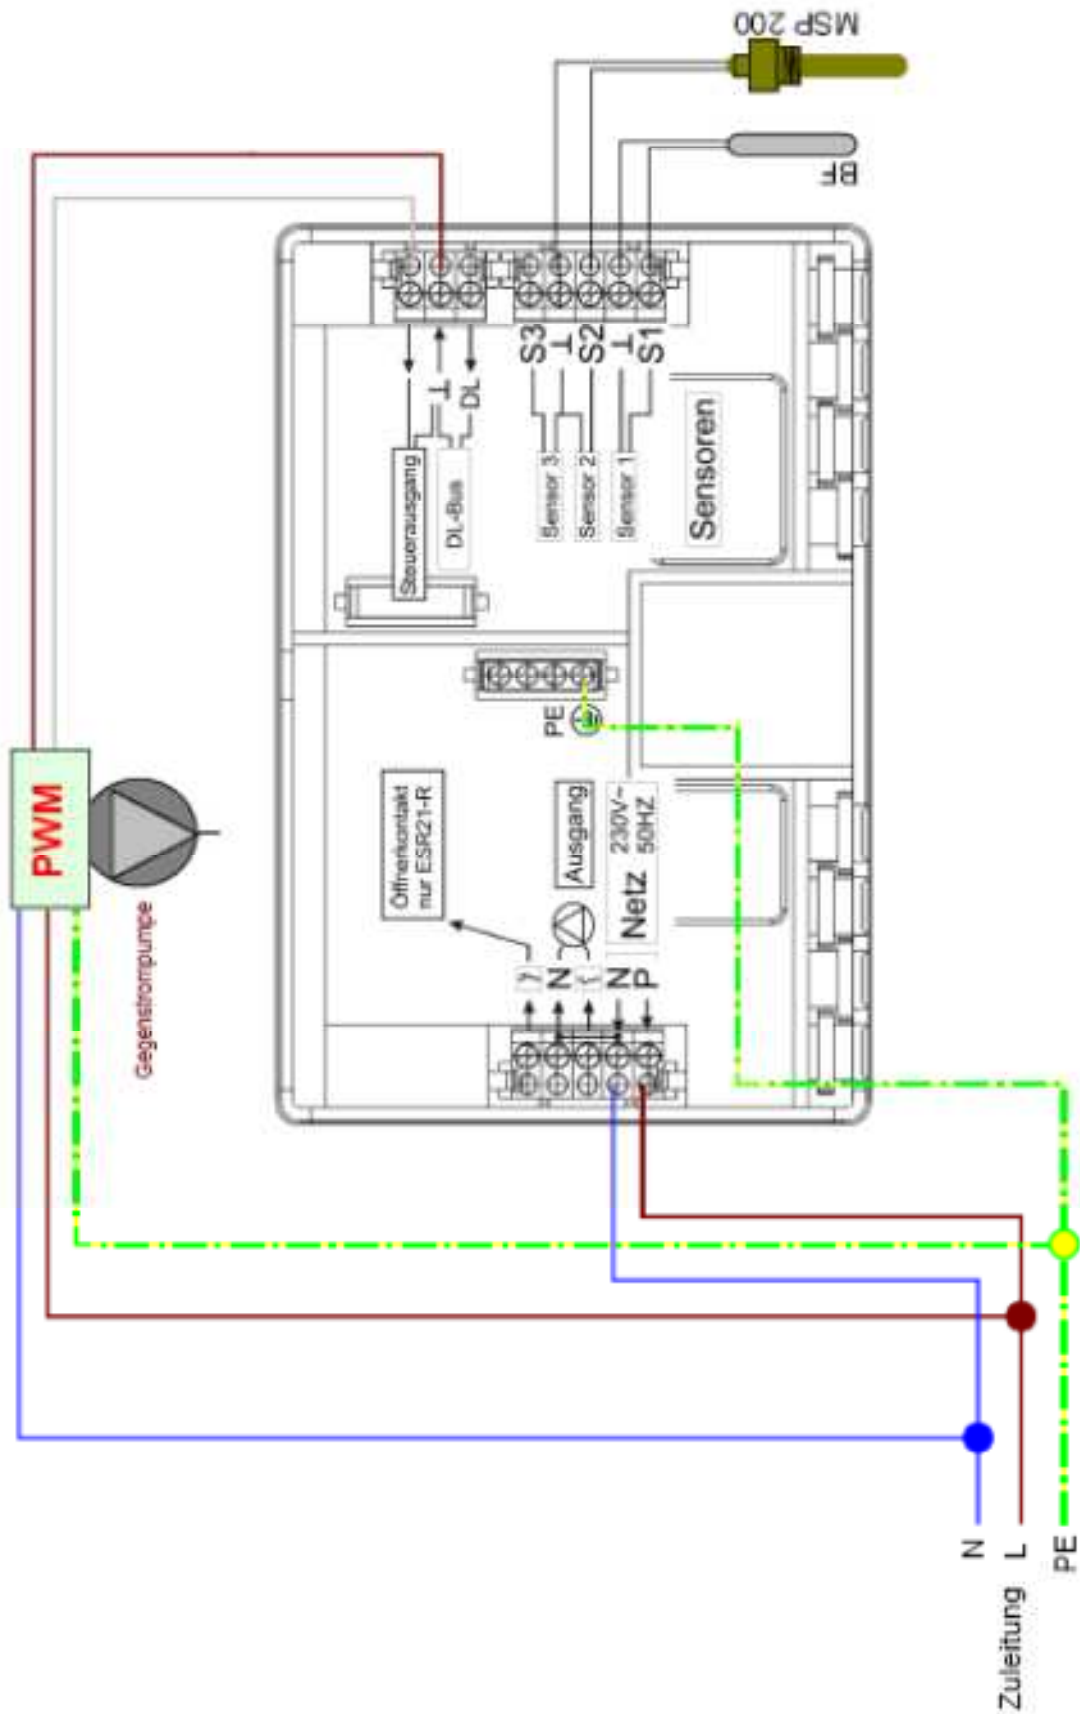 MSP 200
BF
Steuerausgang
⊥
DL
DL-Bus
S3
⊥
S2
⊥
S1
Sensor 3
Sensor 2
Sensor 1
Sensoren
PWM
Gegenstrompumpe
PE
Öffnerkontakt
nur ESR21-R
Ausgang
Netz
230V~
50HZ
N
N
P
N
L
PE
Zuleitung